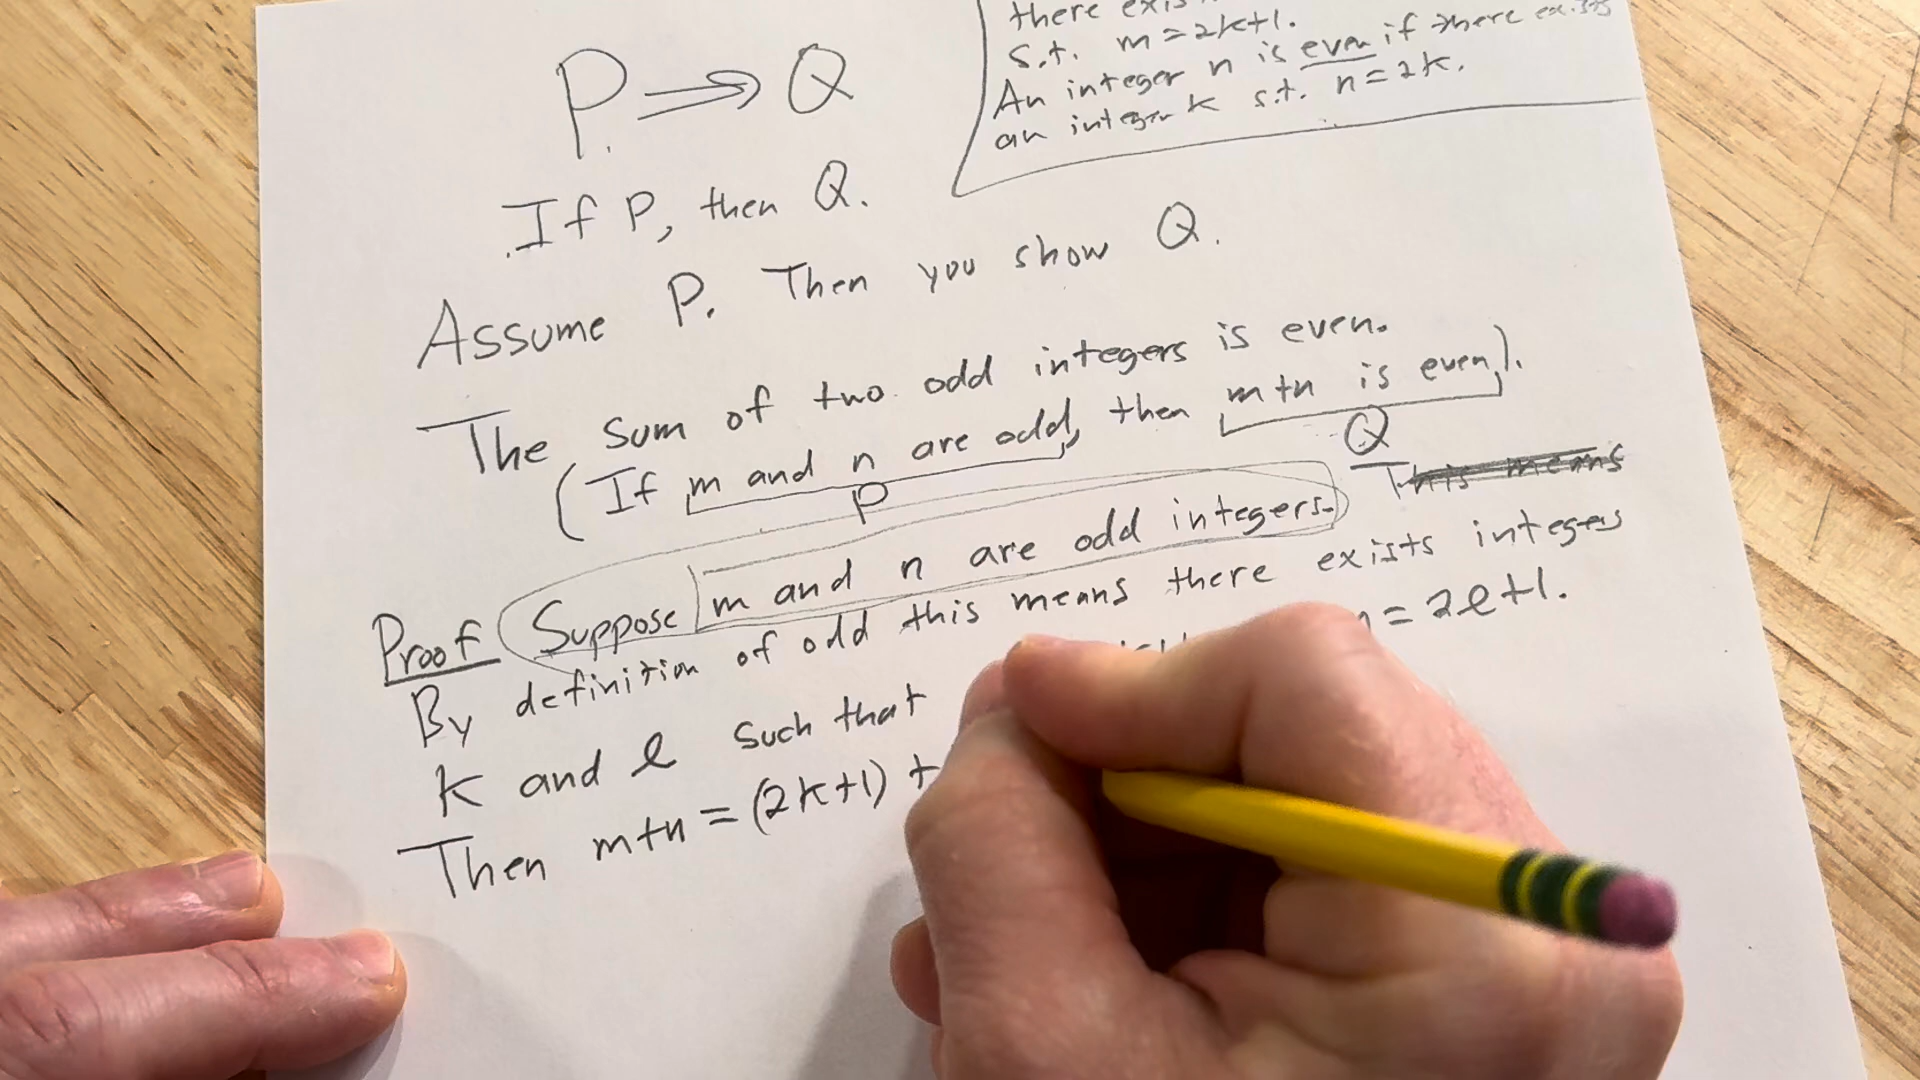 there
s.t. m=2k+1.
An integer n is even if there exists
an integer k s.t. n=2k.
P ⟹ Q
If P, then Q.
Assume P. Then you show Q.
The sum of two odd integers is even.
(If m and n are odd, then m+n is even).
P
Q
Proof Suppose m and n are odd integers. This means
By definition of odd this means there exists integers
k and l such that = 2l+1.
Then m+n = (2k+1) +